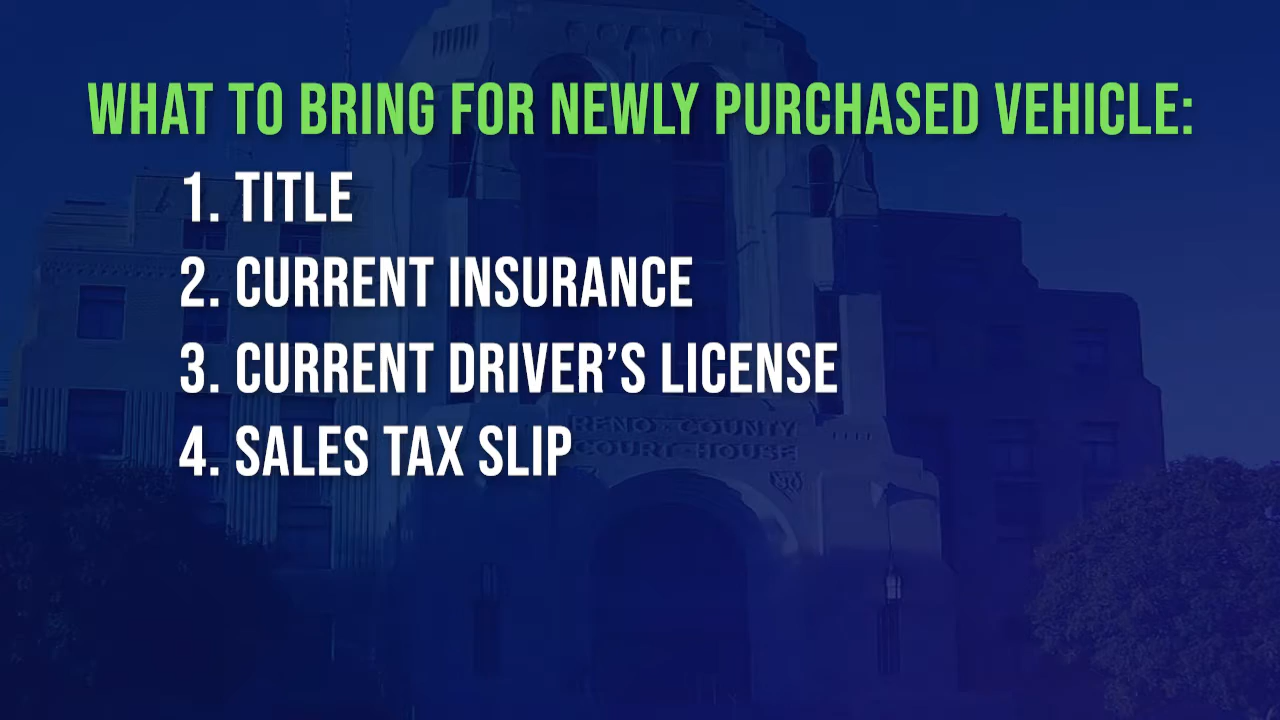 WHAT TO BRING FOR NEWLY PURCHASED VEHICLE:
1. TITLE
2. CURRENT INSURANCE
3. CURRENT DRIVER’S LICENSE
4. SALES TAX SLIP
RENO COUNTY
COURT HOUSE